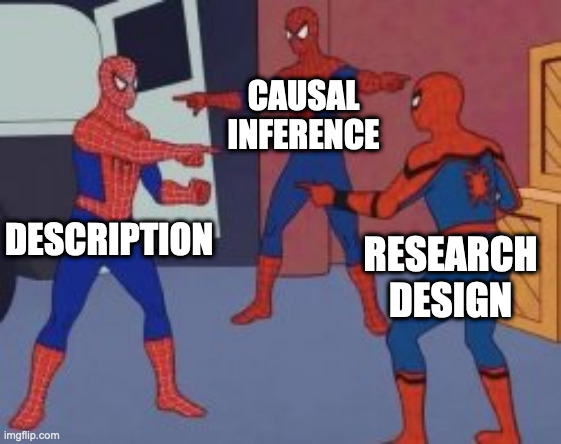 CAUSAL
INFERENCE
DESCRIPTION
RESEARCH
DESIGN
imgflip.com